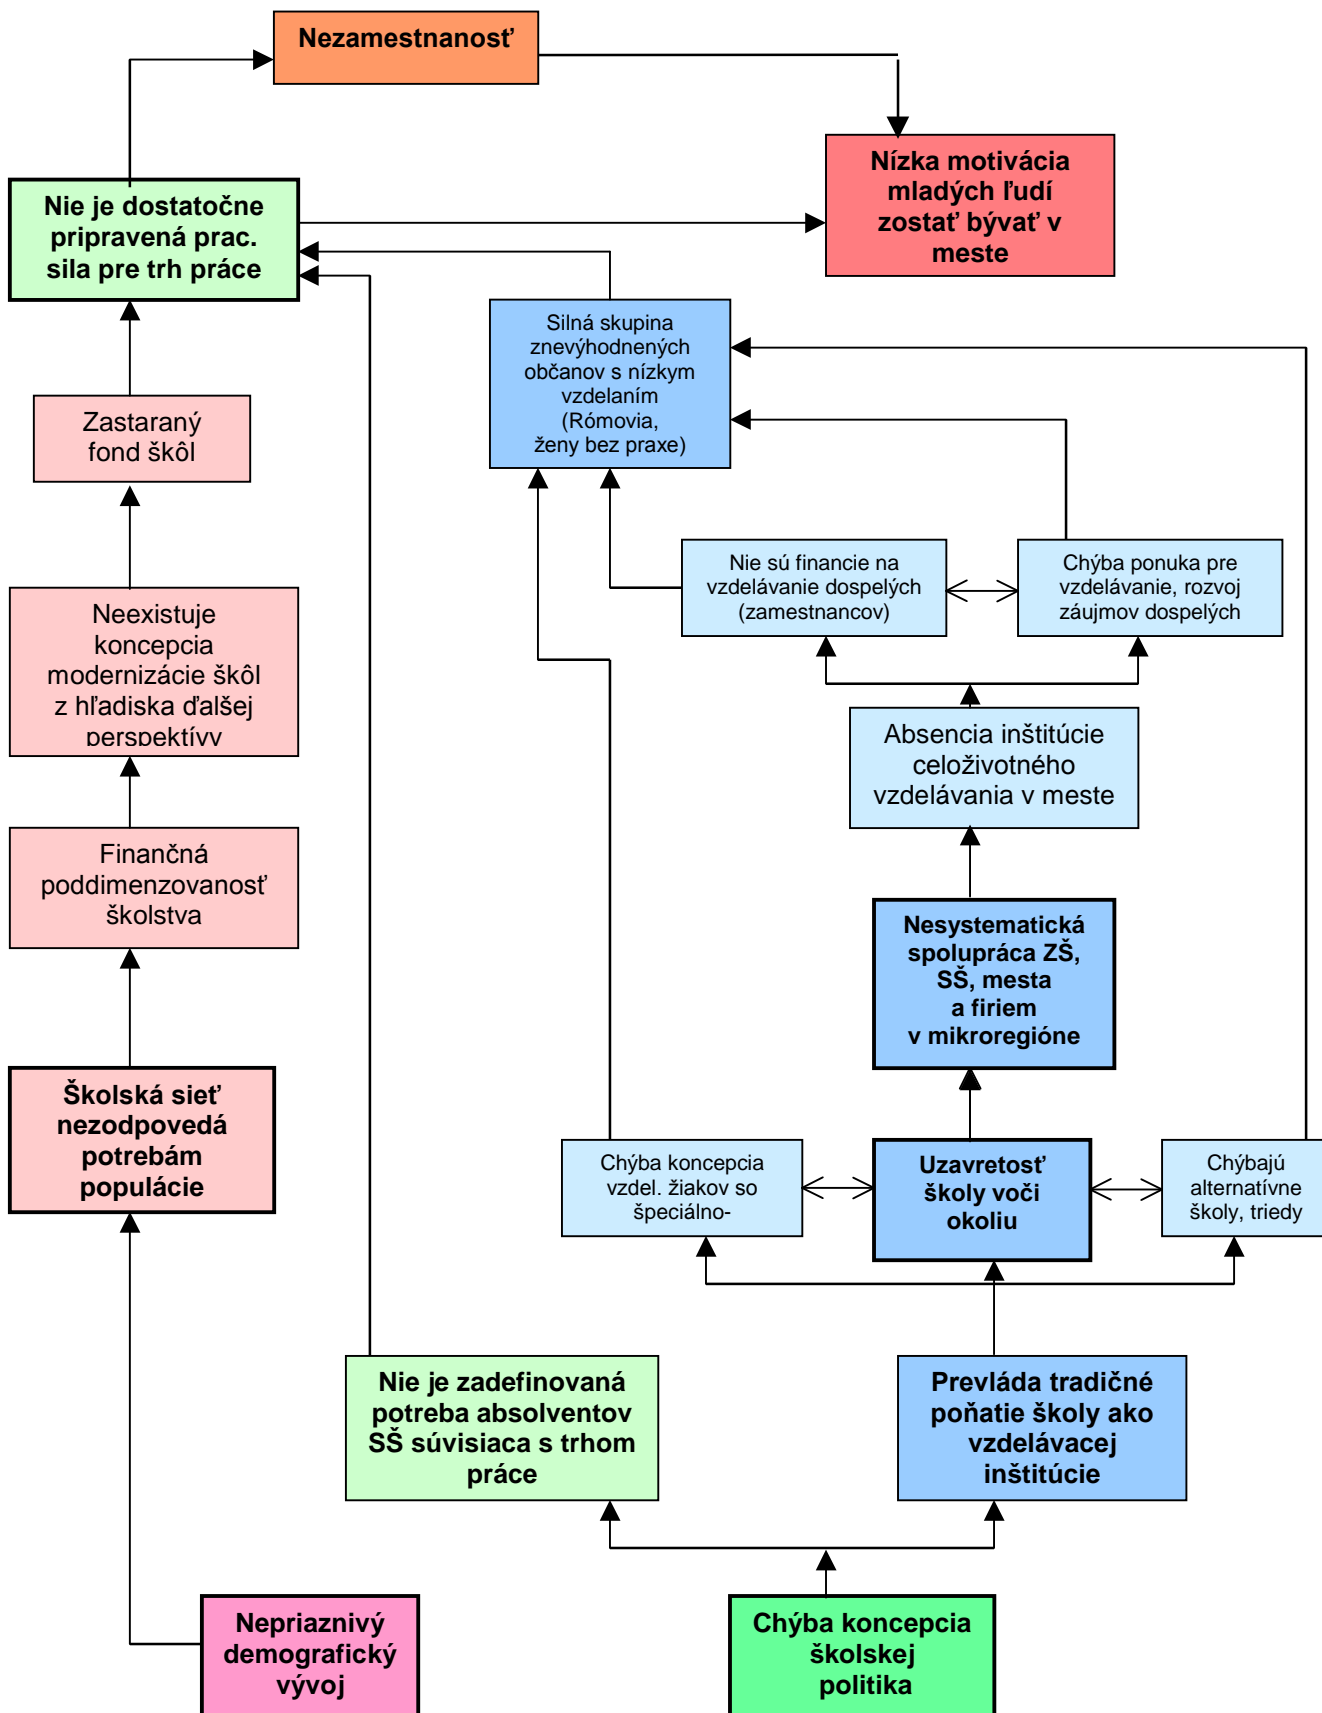 Nezamestnanosť
Nízka motivácia
mladých ľudí
zostať bývať v
meste
Nie je dostatočne
pripravená prac.
sila pre trh práce
Silná skupina
znevýhodnených
občanov s nízkym
vzdelaním
(Rómovia,
ženy bez praxe)
Zastaraný
fond škôl
Nie sú financie na
vzdelávanie dospelých
(zamestnancov)
Chýba ponuka pre
vzdelávanie, rozvoj
záujmov dospelých
Neexistuje
koncepcia
modernizácie škôl
z hľadiska ďalšej
perspektívy
Absencia inštitúcie
celoživotného
vzdelávania v meste
Finančná
poddimenzovanosť
školstva
Nesystematická
spolupráca ZŠ,
SŠ, mesta
a firiem
v mikroregióne
Školská sieť
nezodpovedá
potrebám
populácie
Chýba koncepcia
vzdel. žiakov so
špeciálno-
Uzavretosť
školy voči
okoliu
Chýbajú
alternatívne
školy, triedy
Nie je zadefinovaná
potreba absolventov
SŠ súvisiaca s trhom
práce
Prevláda tradičné
poňatie školy ako
vzdelávacej
inštitúcie
Nepriaznivý
demografický
vývoj
Chýba koncepcia
školskej
politika